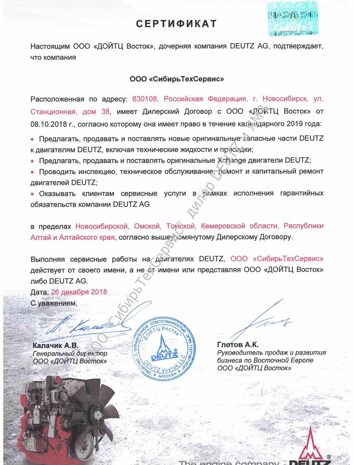 СЕРТИФИКАТ
Настоящим ООО «ДОЙТЦ Восток», дочерняя компания DEUTZ AG, подтверждает,
что компания
ООО «СибирьТехСервис»
Расположенная по адресу: 630108, Российская Федерация, г. Новосибирск, ул.
Станционная, дом 38, имеет Дилерский Договор с ООО «ДОЙТЦ Восток» от
08.10.2018 г., согласно которому она имеет право в течение календарного 2019 года:
• Предлагать, продавать и поставлять новые оригинальные запасные части DEUTZ
к двигателям DEUTZ, включая технические жидкости и присадки;
• Предлагать, продавать и поставлять оригинальные Xchange двигатели DEUTZ;
• Проводить инспекцию, техническое обслуживание, ремонт и капитальный ремонт
двигателей DEUTZ;
• Оказывать клиентам сервисные услуги в рамках исполнения гарантийных
обязательств компании DEUTZ AG
в пределах Новосибирской, Омской, Томской, Кемеровской области, Республики
Алтай и Алтайского края, согласно вышеупомянутому Дилерскому Договору.
Выполняя сервисные работы на двигателях DEUTZ, ООО «СибирьТехСервис»
действует от своего имени, а не от имени или представляя ООО «ДОЙТЦ Восток»
либо DEUTZ AG.
Дата: 26 декабря 2018
С уважением,
Калачик А.В.
Генеральный директор
ООО «ДОЙТЦ Восток»
Глотов А.К.
Руководитель продаж и развития
бизнеса по Восточной Европе
ООО «ДОЙТЦ Восток»
DEUTZ
The engine company
DEUTZ